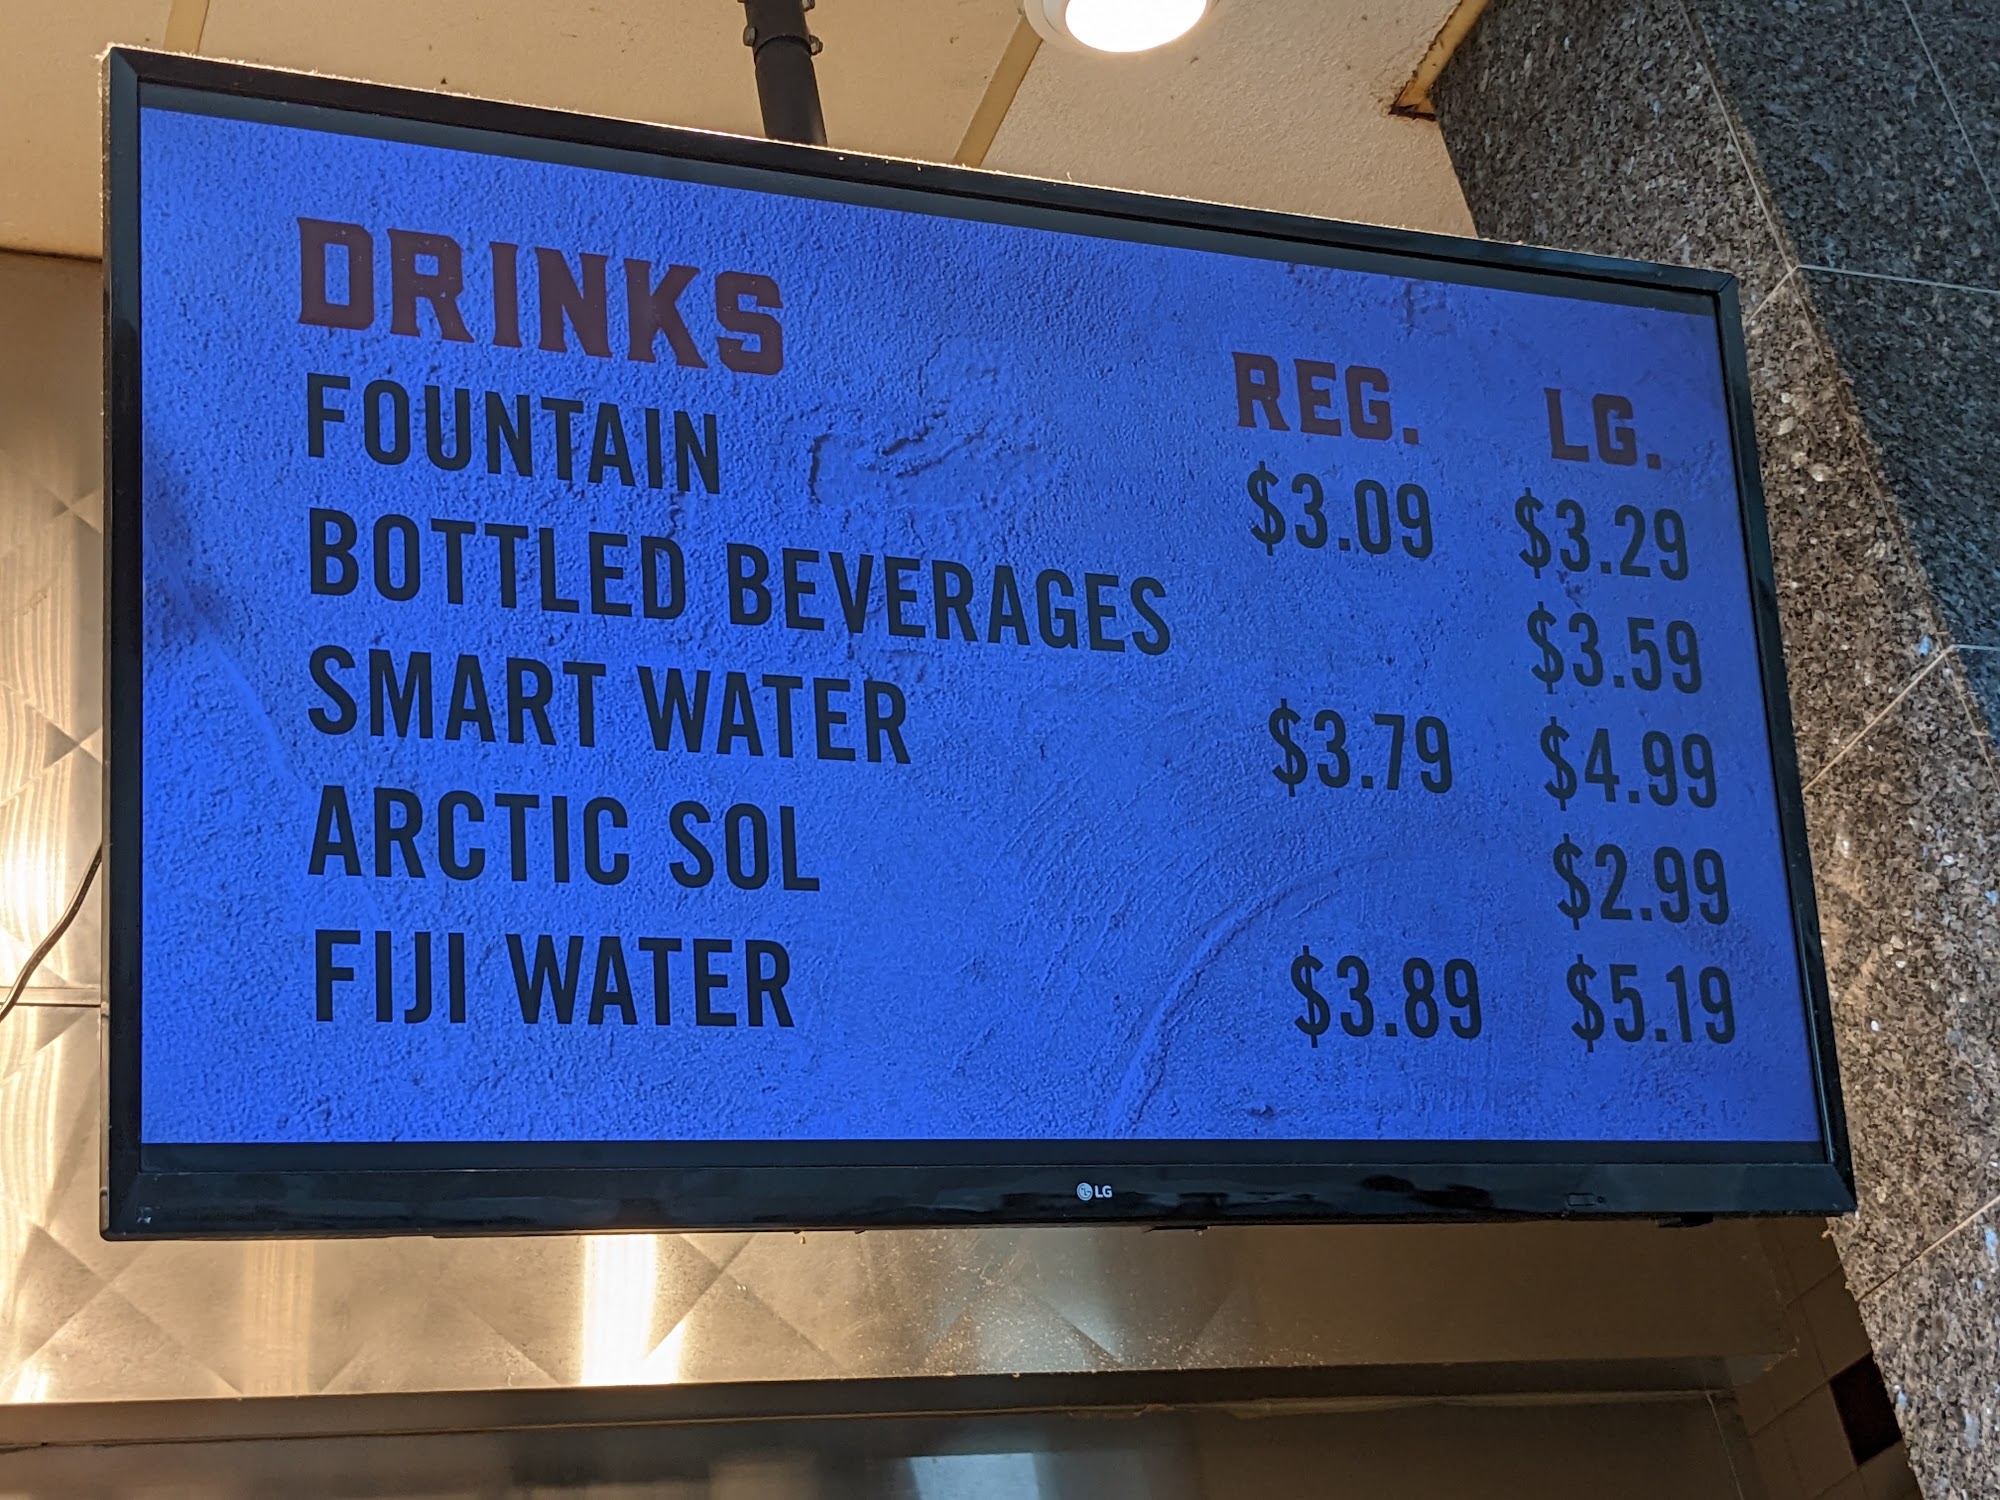 DRINKS REG. LG.
FOUNTAIN $3.09 $3.29
BOTTLED BEVERAGES $3.59
SMART WATER $3.79 $4.99
ARCTIC SOL $2.99
FIJI WATER $3.89 $5.19
LG